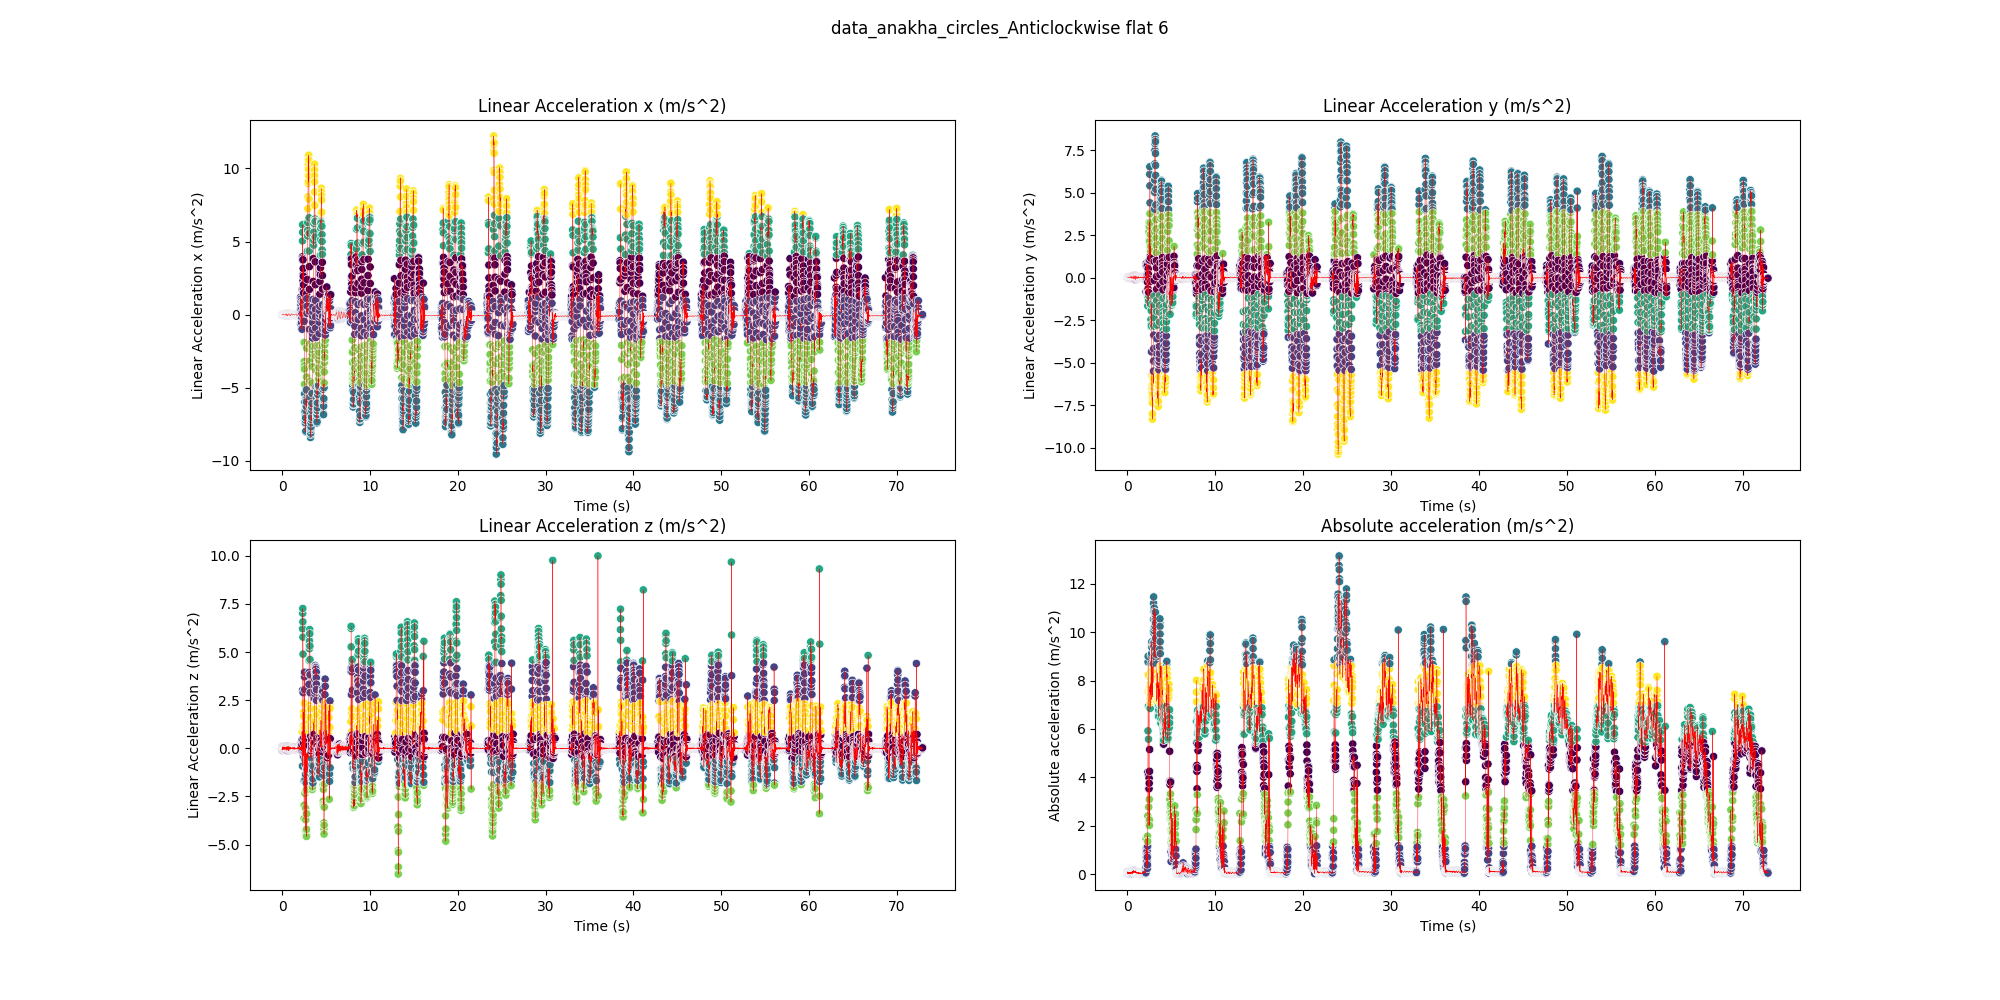 data_anakha_circles_Anticlockwise flat 6
Linear Acceleration x (m/s^2)
Linear Acceleration x (m/s^2)
10
5
0
−5
−10
0 10 20 30 40 50 60 70
Time (s)
Linear Acceleration y (m/s^2)
Linear Acceleration y (m/s^2)
7.5
5.0
2.5
0.0
−2.5
−5.0
−7.5
−10.0
0 10 20 30 40 50 60 70
Time (s)
Linear Acceleration z (m/s^2)
Linear Acceleration z (m/s^2)
10.0
7.5
5.0
2.5
0.0
−2.5
−5.0
0 10 20 30 40 50 60 70
Time (s)
Absolute acceleration (m/s^2)
Absolute acceleration (m/s^2)
12
10
8
6
4
2
0
0 10 20 30 40 50 60 70
Time (s)